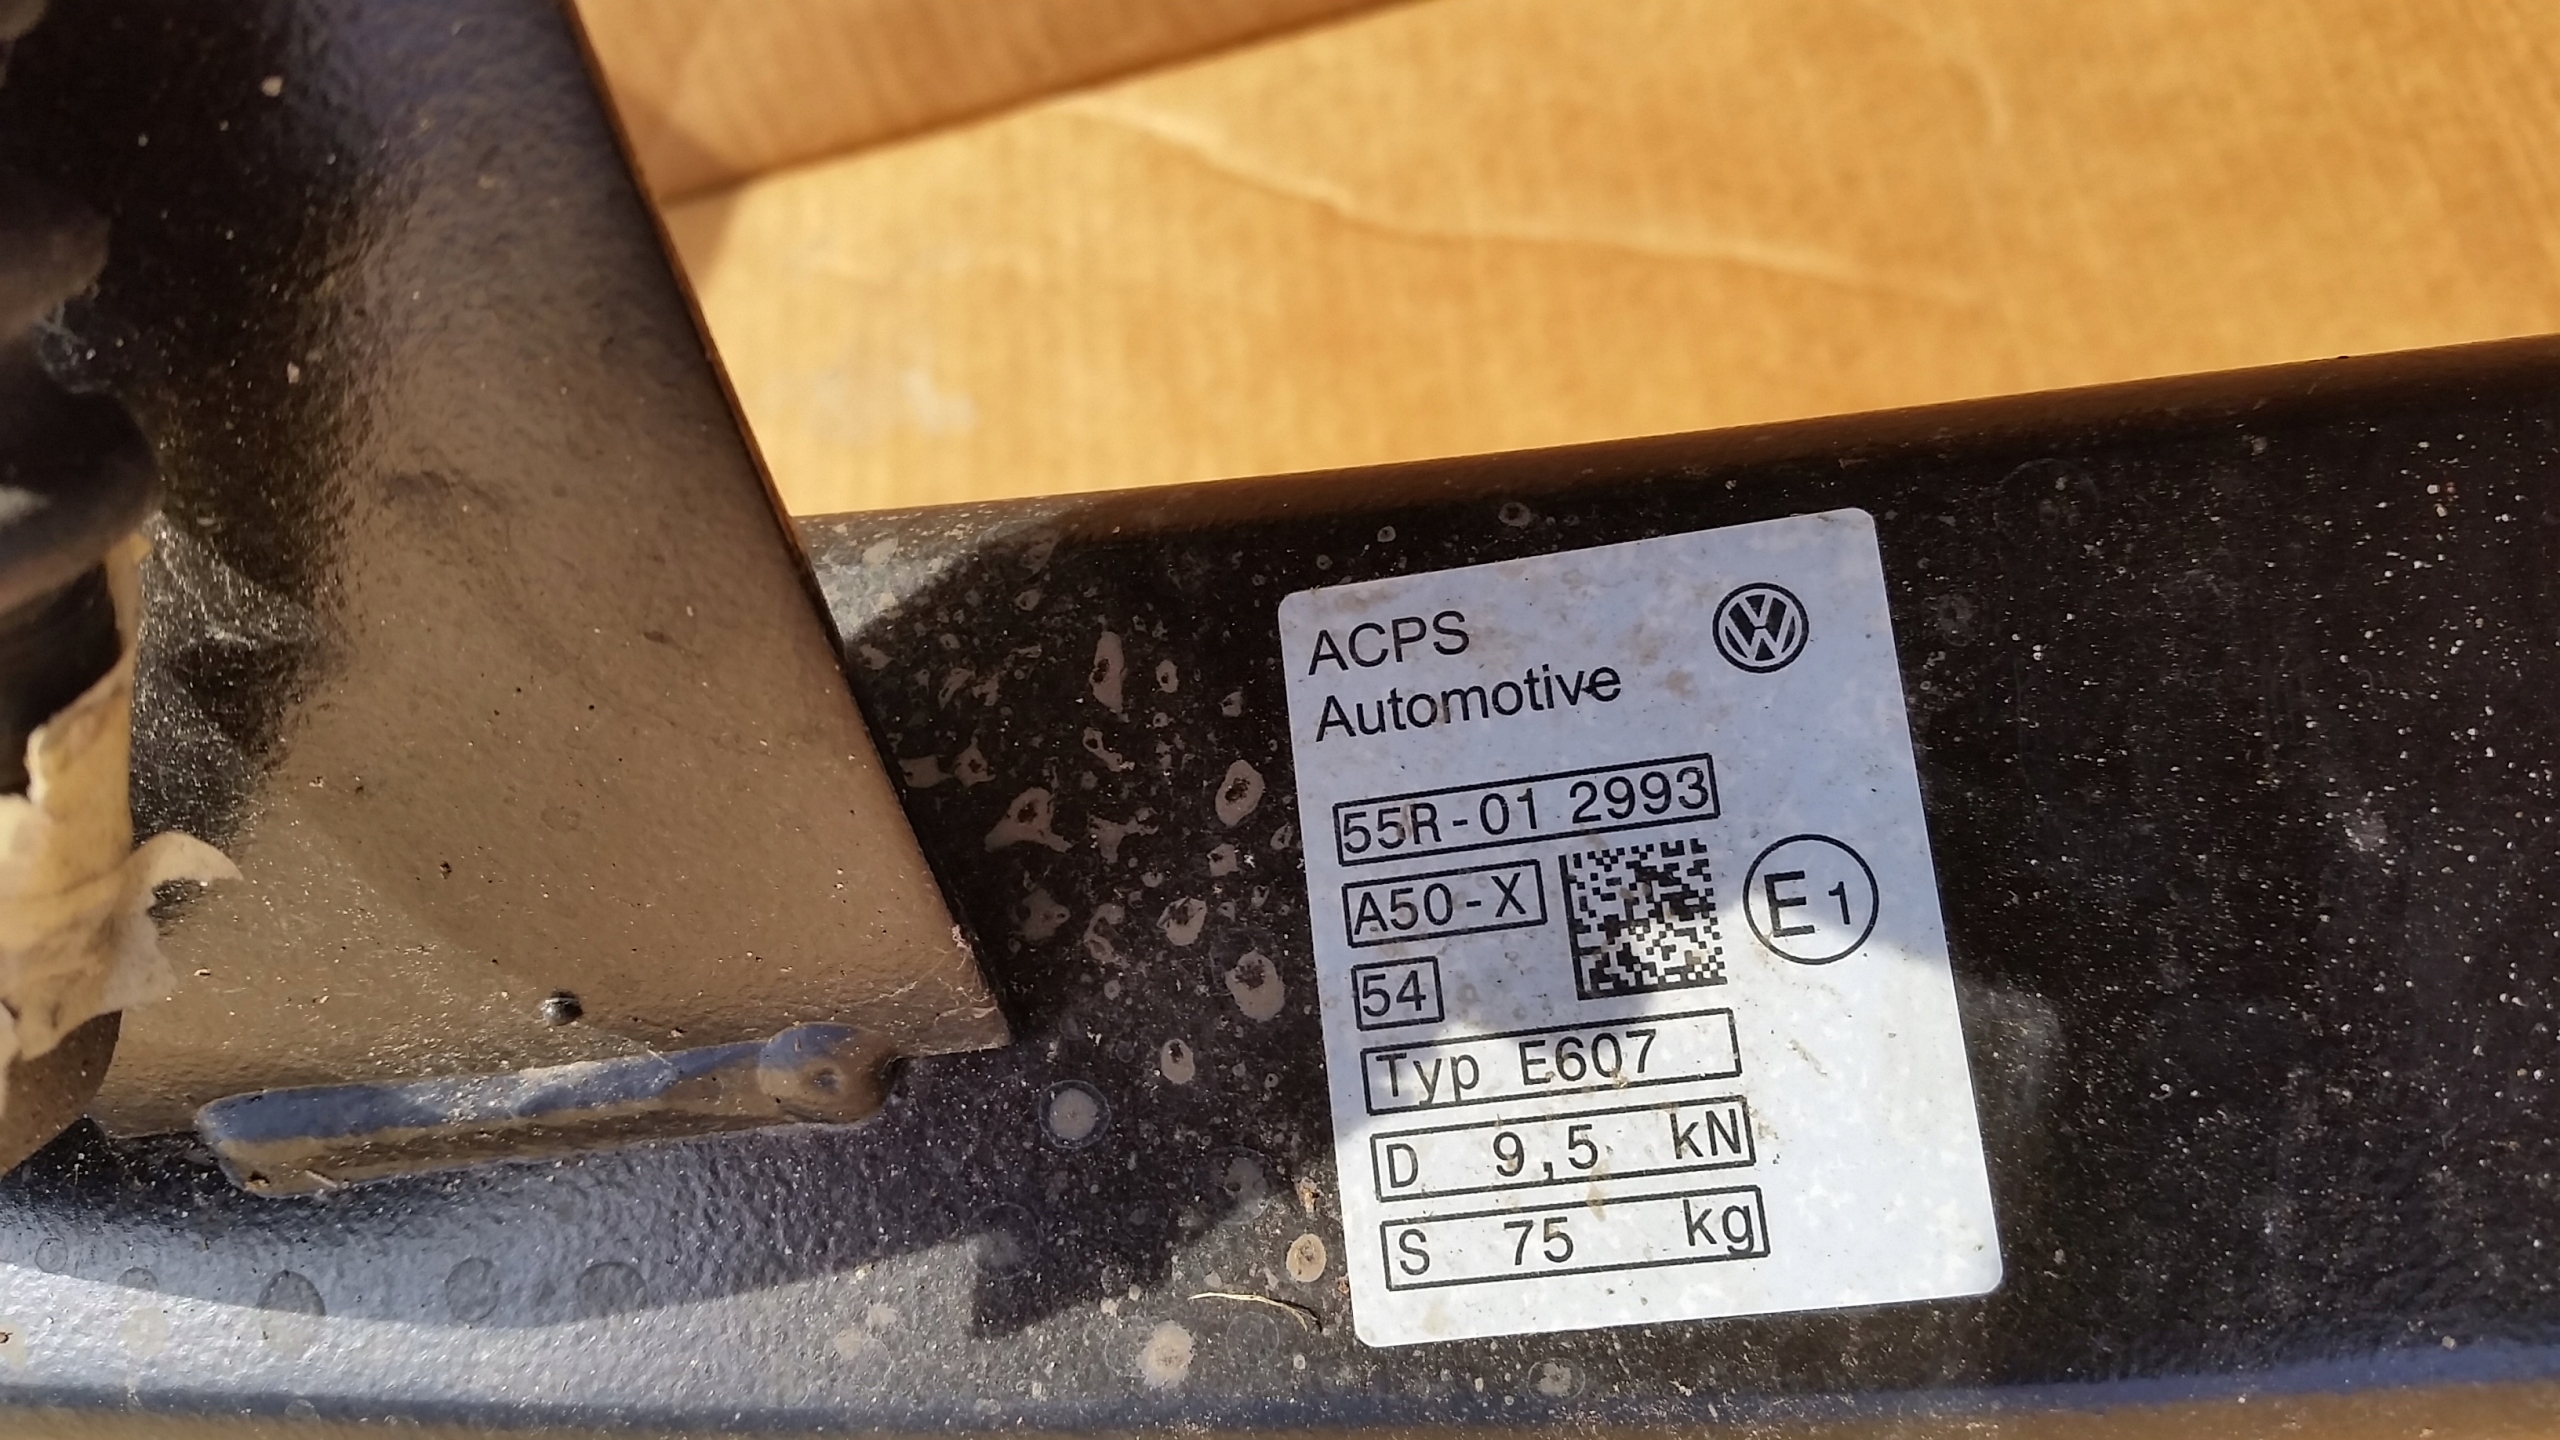 ACPS
Automotive
55R-01 2993
A50-X
E1
54
Typ E607
D 9,5 kN
S 75 kg